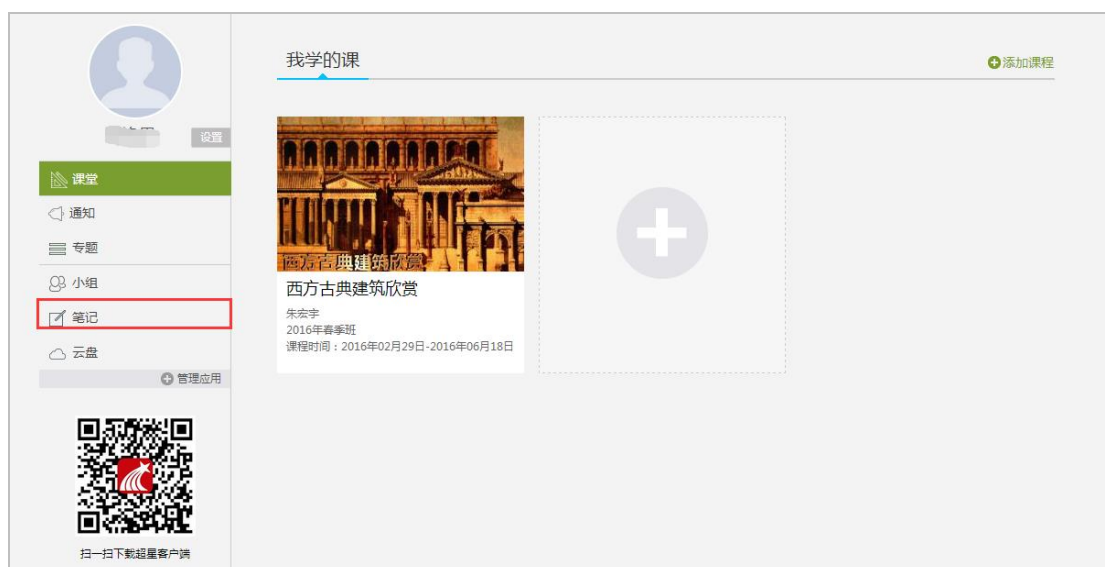 我学的课
添加课程
设置
课堂
通知
专题
小组
笔记
云盘
管理应用
扫一扫下载超星客户端
西方古典建筑欣赏
西方古典建筑欣赏
朱宏宇
2016年春季班
课程时间：2016年02月29日-2016年06月18日